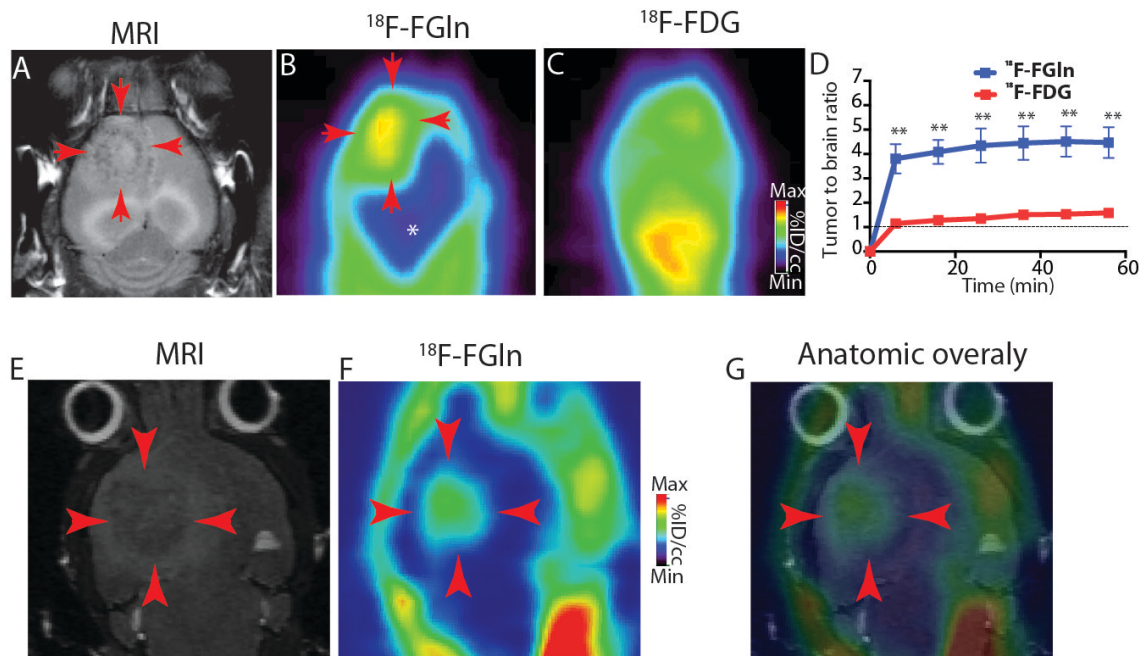 MRI
¹⁸F-FGln
¹⁸F-FDG
A
B
C
D
*
Max
%ID/cc
Min
¹⁸F-FGln
¹⁸F-FDG
Tumor to brain ratio
7
6
5
4
3
2
1
0
** ** ** ** ** **
0 20 40 60
Time (min)
MRI
¹⁸F-FGln
Anatomic overaly
E
F
G
Max
%ID/cc
Min